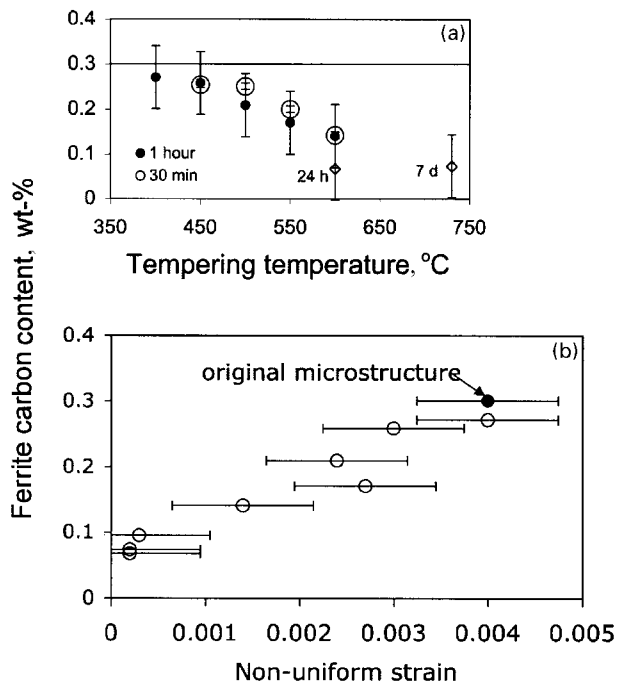 (a)
0.4
0.3
0.2
0.1
0
1 hour
30 min
24 h
7 d
350 450 550 650 750
Tempering temperature, °C
Ferrite carbon content, wt-%
(b)
0.4
original microstructure
0.3
0.2
0.1
0
0 0.001 0.002 0.003 0.004 0.005
Non-uniform strain